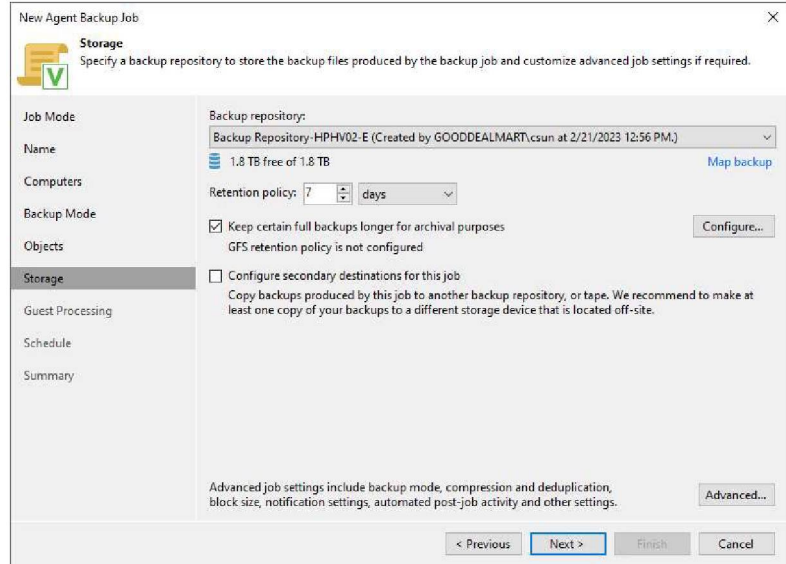 New Agent Backup Job
Storage
Specify a backup repository to store the backup files produced by the backup job and customize advanced job settings if required.
Job Mode
Name
Computers
Backup Mode
Objects
Storage
Guest Processing
Schedule
Summary
Backup repository:
Backup Repository-HPHV02-E (Created by GOODDEALMART\csun at 2/21/2023 12:56 PM.)
1.8 TB free of 1.8 TB
Map backup
Retention policy: 7 days
Keep certain full backups longer for archival purposes
Configure...
GFS retention policy is not configured
Configure secondary destinations for this job
Copy backups produced by this job to another backup repository, or tape. We recommend to make at
least one copy of your backups to a different storage device that is located off-site.
Advanced job settings include backup mode, compression and deduplication,
block size, notification settings, automated post-job activity and other settings.
Advanced...
< Previous
Next >
Finish
Cancel